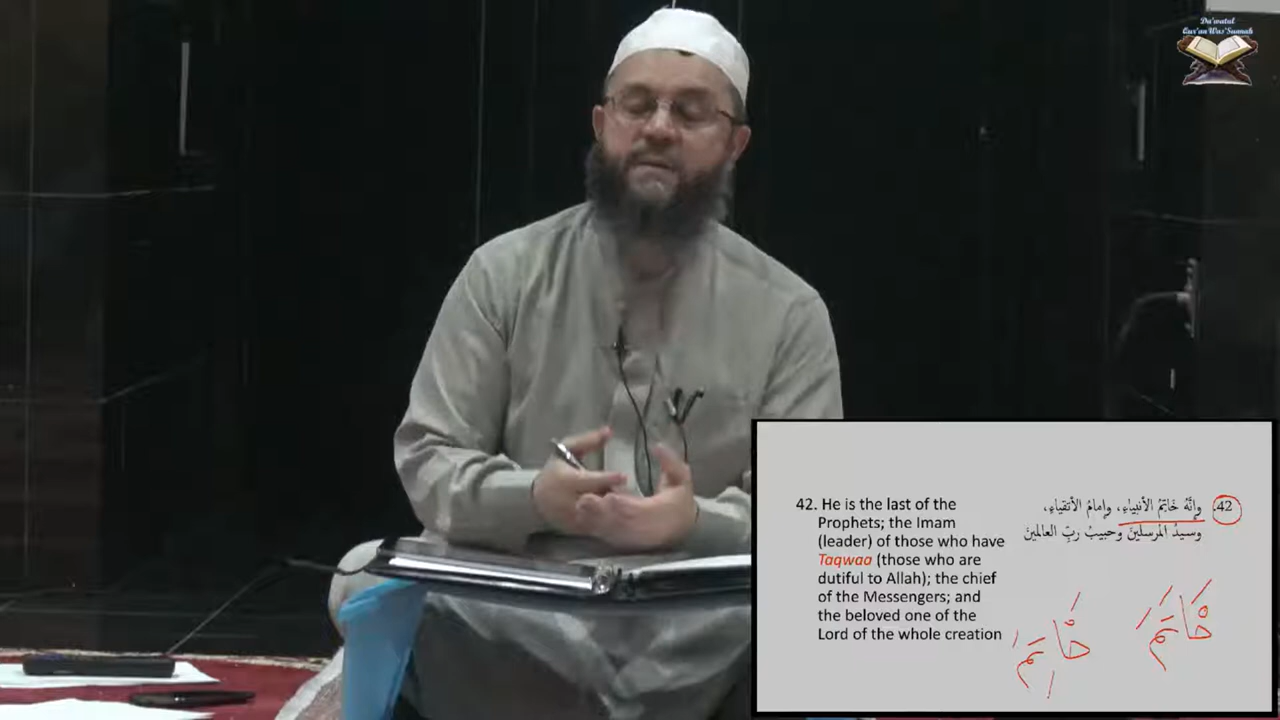 Da'watul
Qur'an Was'Sunnah
42. He is the last of the
Prophets; the Imam
(leader) of those who have
Taqwaa (those who are
dutiful to Allah); the chief
of the Messengers; and
the beloved one of the
Lord of the whole creation
42. وإنَّهُ خَاتِمُ الأنبياءِ، وإمامُ الأتقياءِ،
وسيدُ المرسلينَ وحبيبُ ربِّ العالمينَ
خَاتِمَ خَاتَمَ